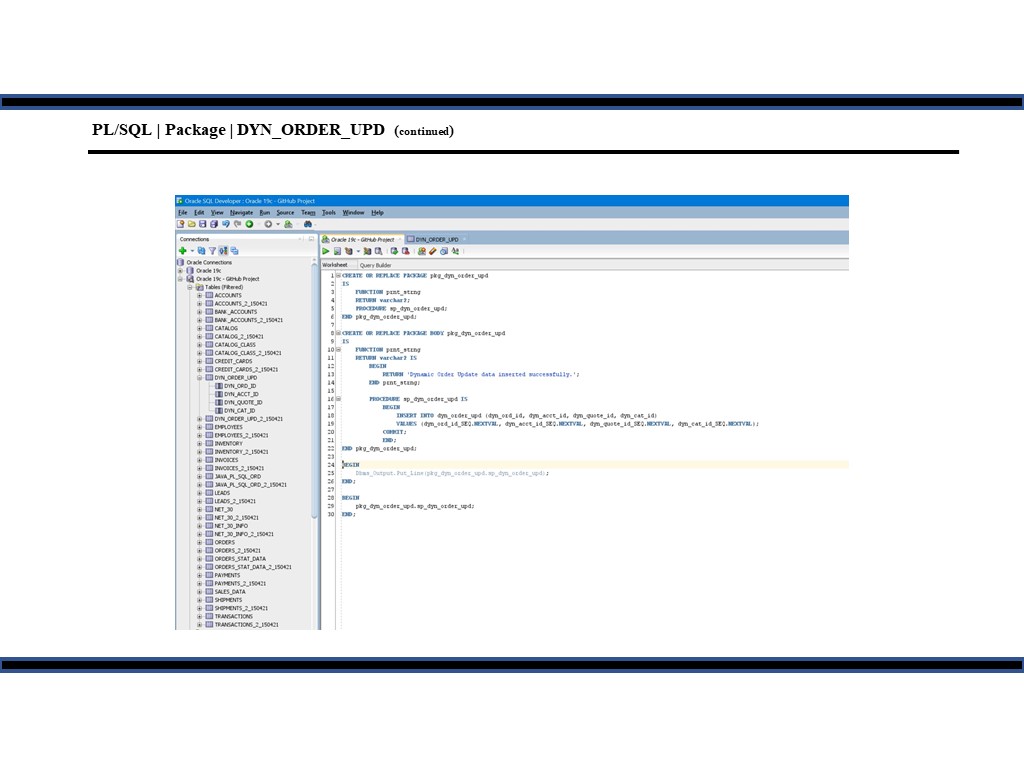 PL/SQL | Package | DYN_ORDER_UPD (continued)
Oracle SQL Developer : Oracle 19c - GitHub Project
File Edit View Navigate Run Source Team Tools Window Help
Connections
Oracle Connections
Oracle 19c
Oracle 19c - GitHub Project
Tables (Filtered)
ACCOUNTS
ACCOUNTS_2_150421
BANK_ACCOUNTS
BANK_ACCOUNTS_2_150421
CATALOG
CATALOG_2_150421
CATALOG_CLASS
CATALOG_CLASS_2_150421
CREDIT_CARDS
CREDIT_CARDS_2_150421
DYN_ORDER_UPD
DYN_ORD_ID
DYN_ACCT_ID
DYN_QUOTE_ID
DYN_CAT_ID
DYN_ORDER_UPD_2_150421
EMPLOYEES
EMPLOYEES_2_150421
INVENTORY
INVENTORY_2_150421
INVOICES
INVOICES_2_150421
JAVA_PL_SQL_ORD
JAVA_PL_SQL_ORD_2_150421
LEADS
LEADS_2_150421
NET_30
NET_30_2_150421
NET_30_INFO
NET_30_INFO_2_150421
ORDERS
ORDERS_2_150421
ORDERS_STAT_DATA
ORDERS_STAT_DATA_2_150421
PAYMENTS
PAYMENTS_2_150421
SALES_DATA
SHIPMENTS
SHIPMENTS_2_150421
TRANSACTIONS
TRANSACTIONS_2_150421
Oracle 19c - GitHub Project DYN_ORDER_UPD
Worksheet Query Builder
1 CREATE OR REPLACE PACKAGE pkg_dyn_order_upd
2 IS
3 FUNCTION prnt_strng
4 RETURN varchar2;
5 PROCEDURE sp_dyn_order_upd;
6 END pkg_dyn_order_upd;
7
8 CREATE OR REPLACE PACKAGE BODY pkg_dyn_order_upd
9 IS
10 FUNCTION prnt_strng
11 RETURN varchar2 IS
12 BEGIN
13 RETURN 'Dynamic Order Update data inserted successfully.';
14 END prnt_strng;
15
16 PROCEDURE sp_dyn_order_upd IS
17 BEGIN
18 INSERT INTO dyn_order_upd (dyn_ord_id, dyn_acct_id, dyn_quote_id, dyn_cat_id)
19 VALUES (dyn_ord_id_SEQ.NEXTVAL, dyn_acct_id_SEQ.NEXTVAL, dyn_quote_id_SEQ.NEXTVAL, dyn_cat_id_SEQ.NEXTVAL);
20 COMMIT;
21 END;
22 END pkg_dyn_order_upd;
23
24 BEGIN
25 Dbms_Output.Put_Line(pkg_dyn_order_upd.sp_dyn_order_upd);
26 END;
27
28 BEGIN
29 pkg_dyn_order_upd.sp_dyn_order_upd;
30 END;